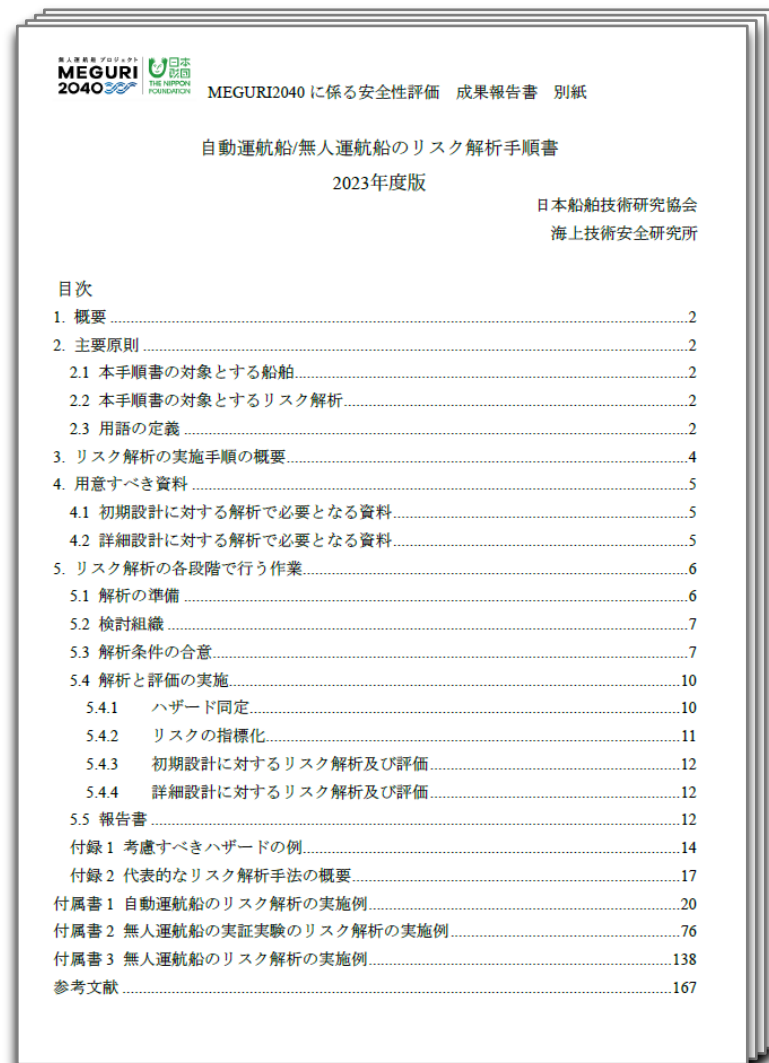 無人運航船プロジェクト
MEGURI
2040
日本
財団
THE NIPPON
FOUNDATION
MEGURI2040 に係る安全性評価 成果報告書 別紙
自動運航船/無人運航船のリスク解析手順書
2023年度版
日本船舶技術研究協会
海上技術安全研究所
目次
1. 概要 2
2. 主要原則 2
2.1 本手順書の対象とする船舶 2
2.2 本手順書の対象とするリスク解析 2
2.3 用語の定義 2
3. リスク解析の実施手順の概要 4
4. 用意すべき資料 5
4.1 初期設計に対する解析で必要となる資料 5
4.2 詳細設計に対する解析で必要となる資料 5
5. リスク解析の各段階で行う作業 6
5.1 解析の準備 6
5.2 検討組織 7
5.3 解析条件の合意 7
5.4 解析と評価の実施 10
5.4.1 ハザード同定 10
5.4.2 リスクの指標化 11
5.4.3 初期設計に対するリスク解析及び評価 12
5.4.4 詳細設計に対するリスク解析及び評価 12
5.5 報告書 12
付録 1 考慮すべきハザードの例 14
付録 2 代表的なリスク解析手法の概要 17
付属書 1 自動運航船のリスク解析の実施例 20
付属書 2 無人運航船の実証実験のリスク解析の実施例 76
付属書 3 無人運航船のリスク解析の実施例 138
参考文献 167